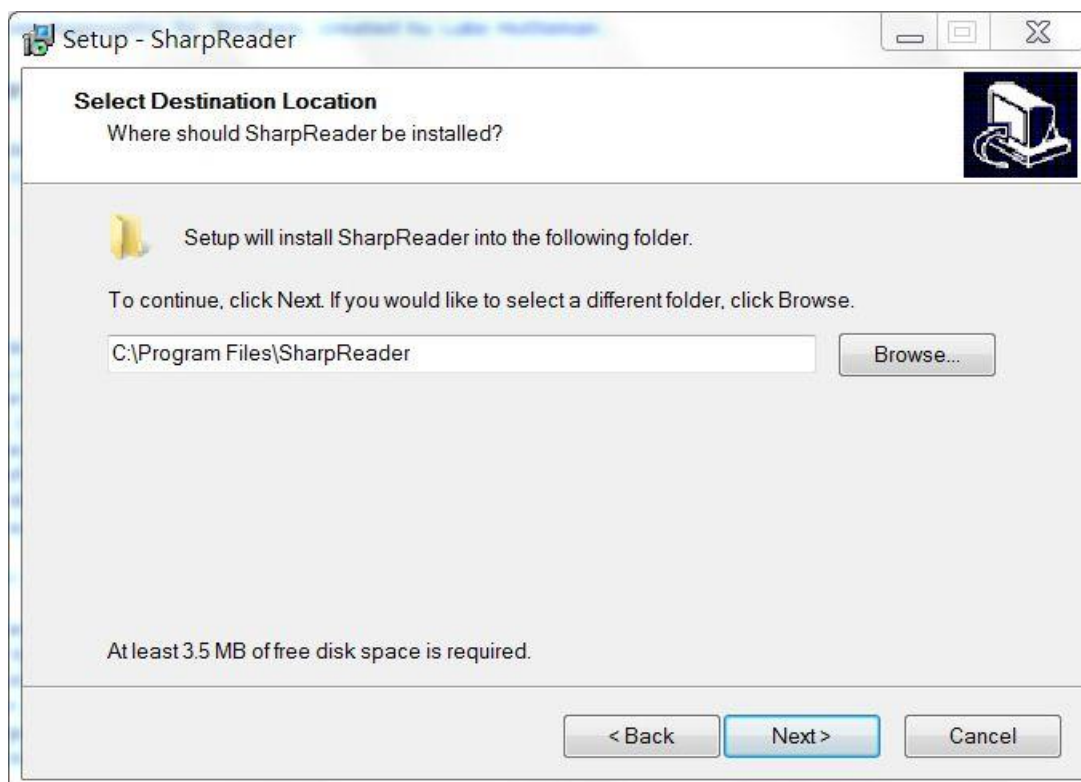 Setup - SharpReader
Select Destination Location
Where should SharpReader be installed?
Setup will install SharpReader into the following folder.
To continue, click Next. If you would like to select a different folder, click Browse.
C:\Program Files\SharpReader
Browse...
At least 3.5 MB of free disk space is required.
< Back
Next >
Cancel